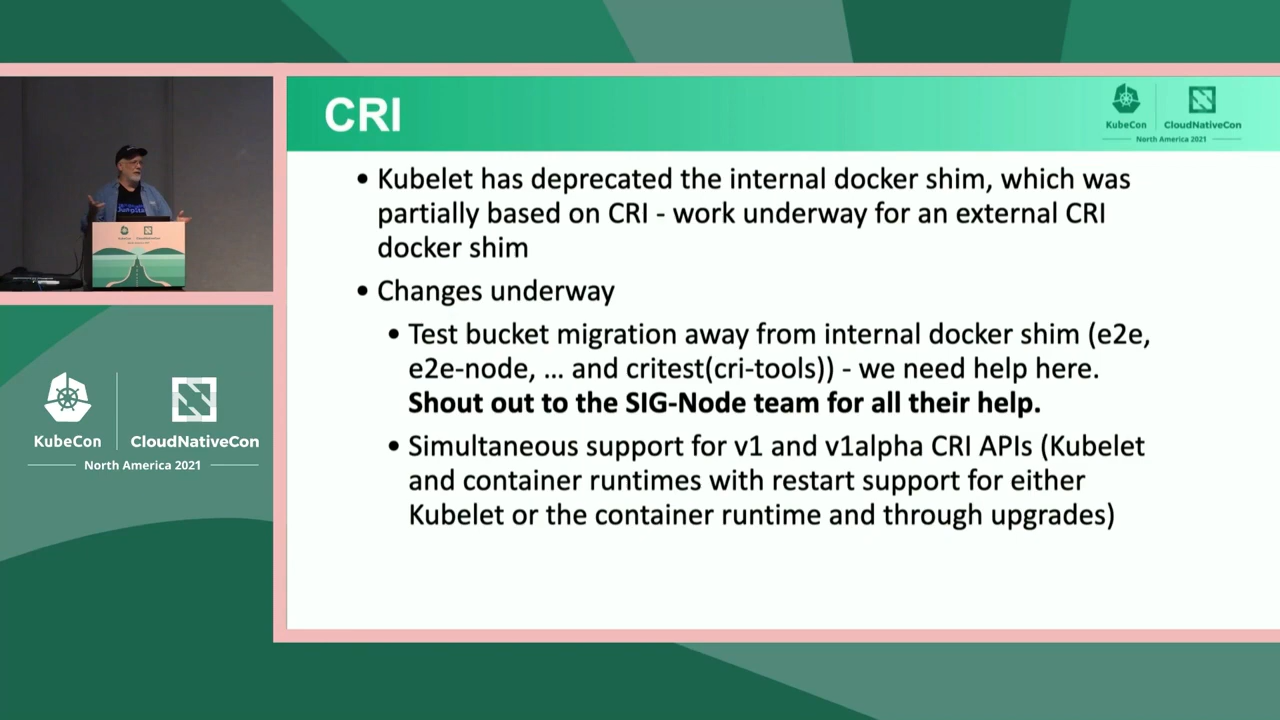 CRI
KubeCon
CloudNativeCon
North America 2021
• Kubelet has deprecated the internal docker shim, which was
partially based on CRI - work underway for an external CRI
docker shim
• Changes underway
• Test bucket migration away from internal docker shim (e2e,
e2e-node, ... and critest(cri-tools)) - we need help here.
Shout out to the SIG-Node team for all their help.
• Simultaneous support for v1 and v1alpha CRI APIs (Kubelet
and container runtimes with restart support for either
Kubelet or the container runtime and through upgrades)
KubeCon
CloudNativeCon
North America 2021